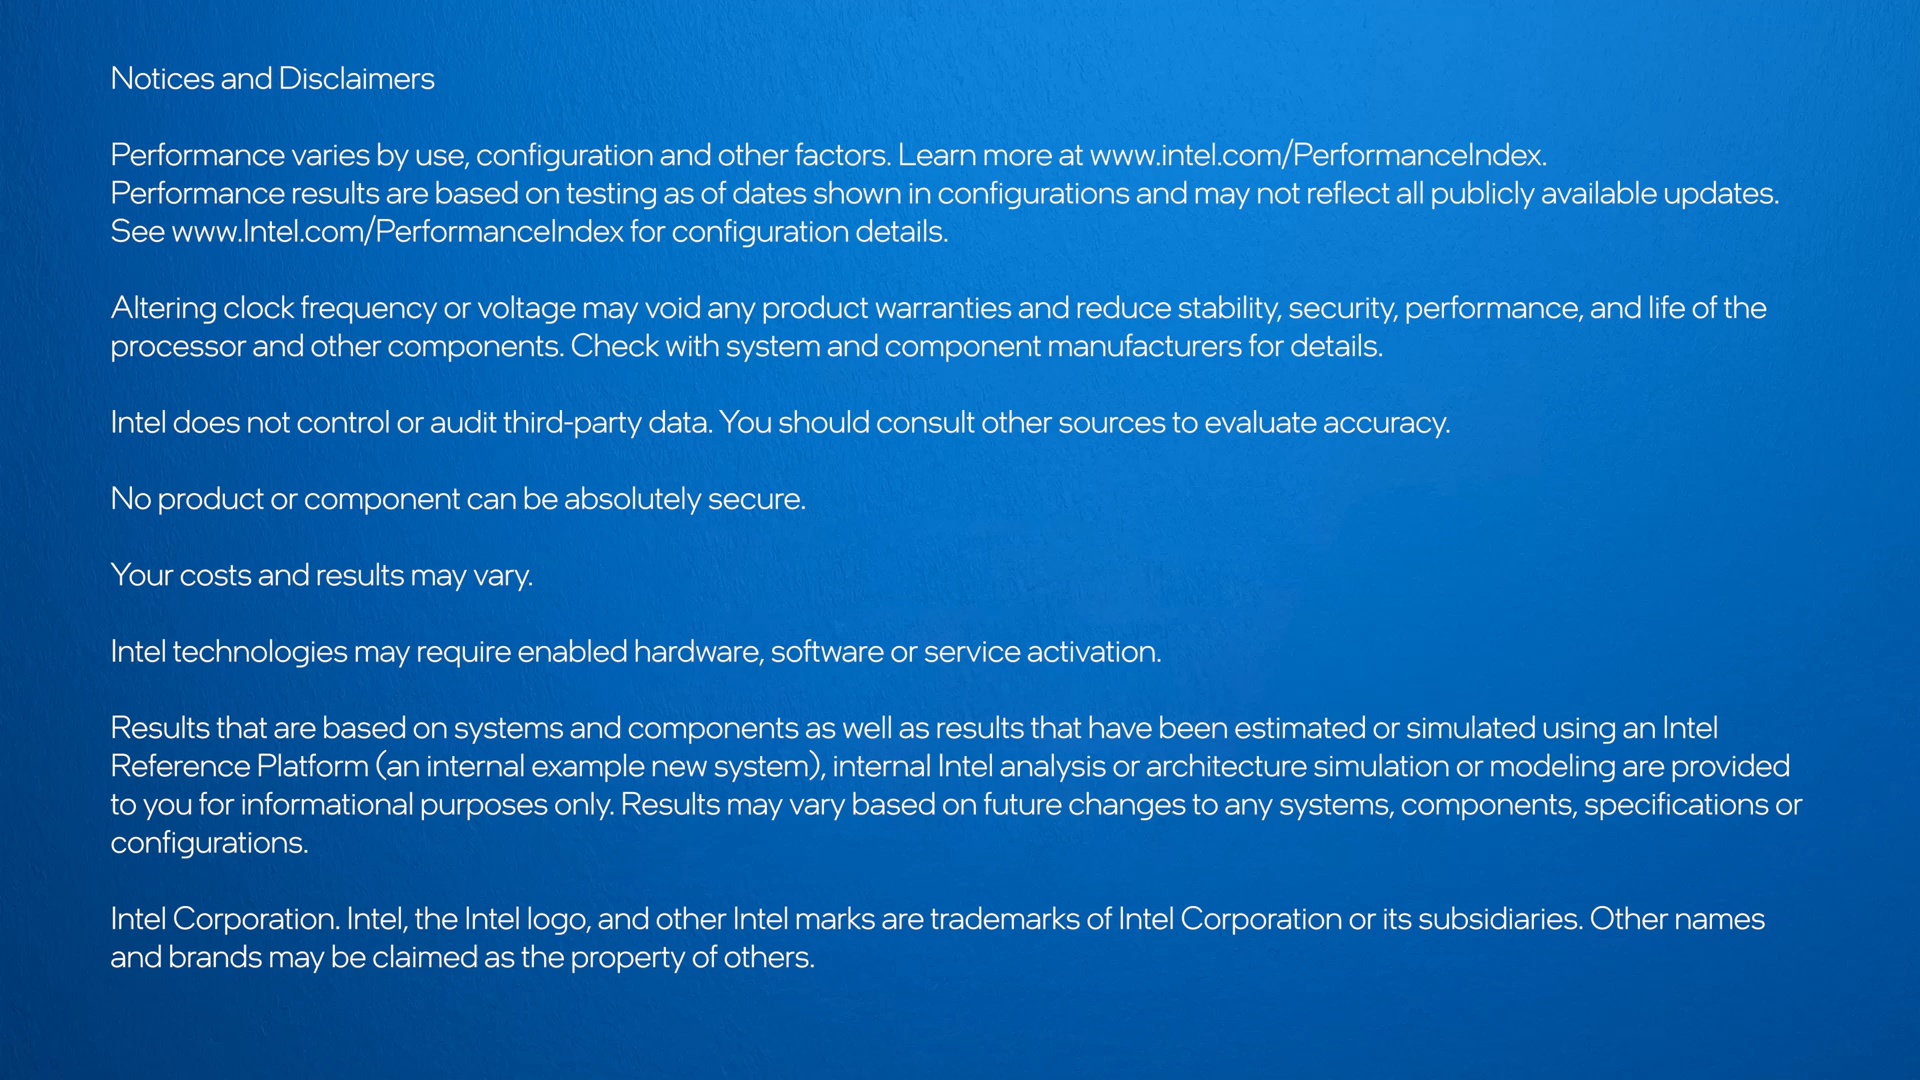 Notices and Disclaimers
Performance varies by use, configuration and other factors. Learn more at www.intel.com/PerformanceIndex.
Performance results are based on testing as of dates shown in configurations and may not reflect all publicly available updates.
See www.Intel.com/PerformanceIndex for configuration details.
Altering clock frequency or voltage may void any product warranties and reduce stability, security, performance, and life of the
processor and other components. Check with system and component manufacturers for details.
Intel does not control or audit third-party data. You should consult other sources to evaluate accuracy.
No product or component can be absolutely secure.
Your costs and results may vary.
Intel technologies may require enabled hardware, software or service activation.
Results that are based on systems and components as well as results that have been estimated or simulated using an Intel
Reference Platform (an internal example new system), internal Intel analysis or architecture simulation or modeling are provided
to you for informational purposes only. Results may vary based on future changes to any systems, components, specifications or
configurations.
Intel Corporation. Intel, the Intel logo, and other Intel marks are trademarks of Intel Corporation or its subsidiaries. Other names
and brands may be claimed as the property of others.